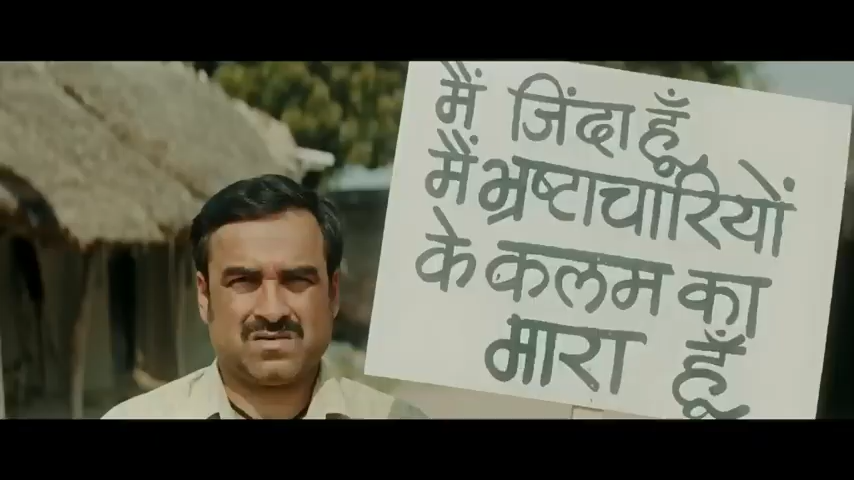 मैं जिंदा हूँ
मैं भ्रष्टाचारियों
के कलम का
मारा हूँ